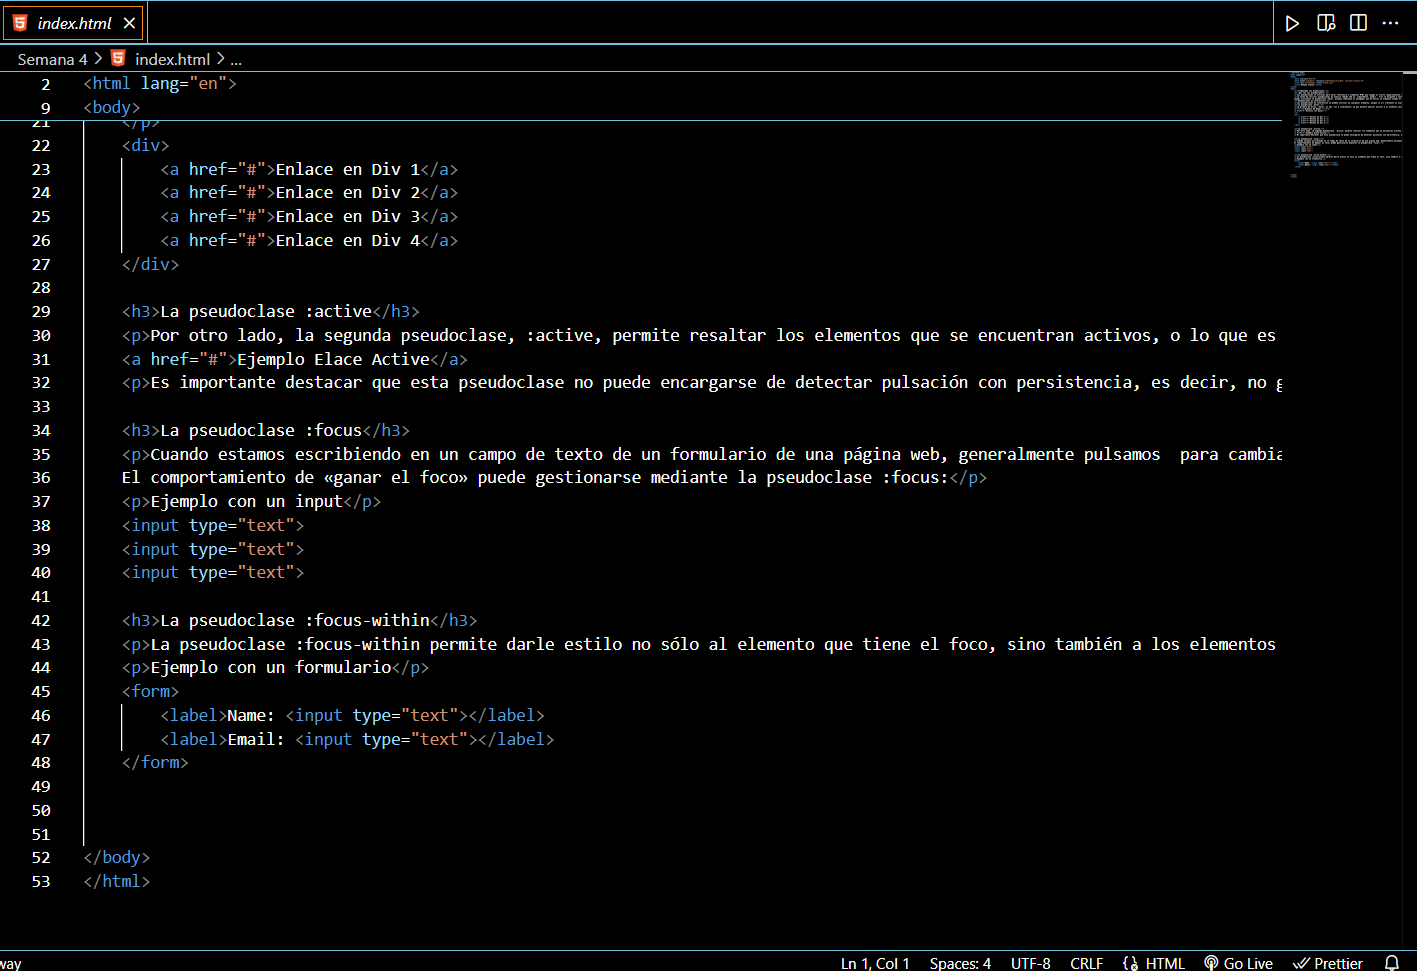 index.html
Semana 4 > index.html > ...
2 <html lang="en">
9 <body>
21 </p>
22 <div>
23 <a href="#">Enlace en Div 1</a>
24 <a href="#">Enlace en Div 2</a>
25 <a href="#">Enlace en Div 3</a>
26 <a href="#">Enlace en Div 4</a>
27 </div>
28
29 <h3>La pseudoclase :active</h3>
30 <p>Por otro lado, la segunda pseudoclase, :active, permite resaltar los elementos que se encuentran activos, o lo que es
31 <a href="#">Ejemplo Elace Active</a>
32 <p>Es importante destacar que esta pseudoclase no puede encargarse de detectar pulsación con persistencia, es decir, no g
33
34 <h3>La pseudoclase :focus</h3>
35 <p>Cuando estamos escribiendo en un campo de texto de un formulario de una página web, generalmente pulsamos  para cambia
36 El comportamiento de «ganar el foco» puede gestionarse mediante la pseudoclase :focus:</p>
37 <p>Ejemplo con un input</p>
38 <input type="text">
39 <input type="text">
40 <input type="text">
41
42 <h3>La pseudoclase :focus-within</h3>
43 <p>La pseudoclase :focus-within permite darle estilo no sólo al elemento que tiene el foco, sino también a los elementos
44 <p>Ejemplo con un formulario</p>
45 <form>
46 <label>Name: <input type="text"></label>
47 <label>Email: <input type="text"></label>
48 </form>
49
50
51
52 </body>
53 </html>
way Ln 1, Col 1 Spaces: 4 UTF-8 CRLF HTML Go Live Prettier